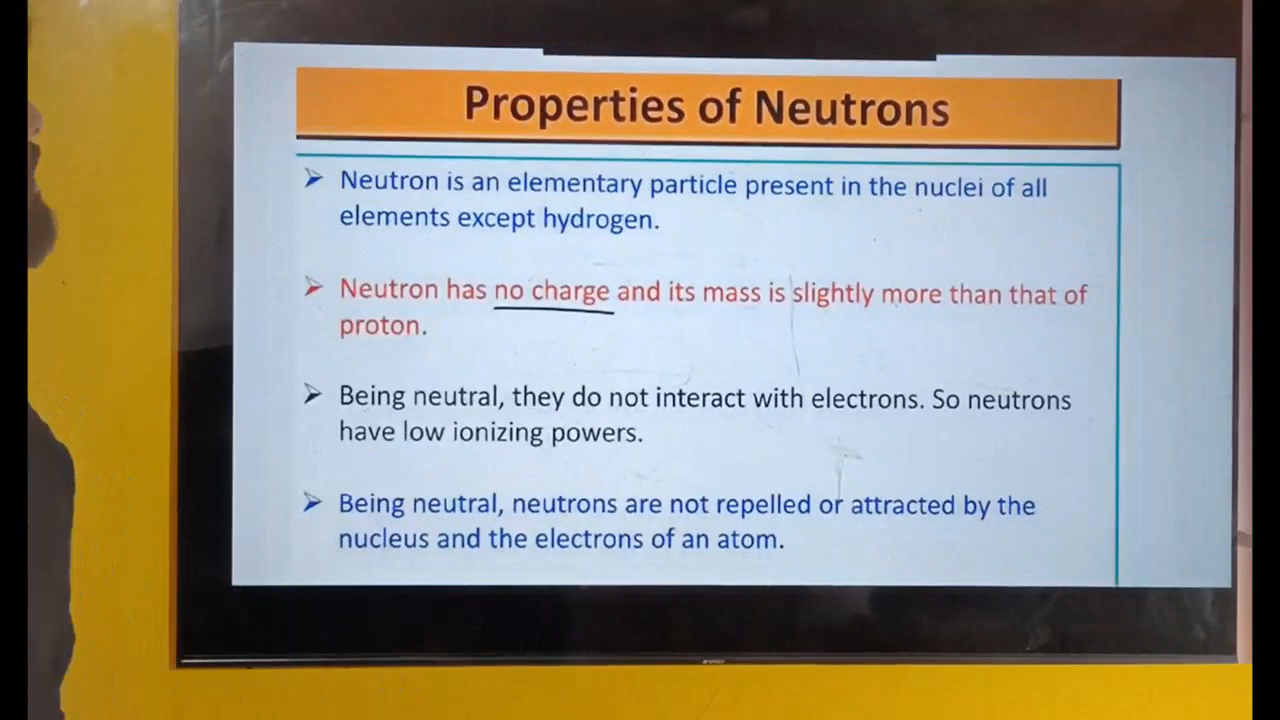 Properties of Neutrons
➢ Neutron is an elementary particle present in the nuclei of all
elements except hydrogen.
➢ Neutron has no charge and its mass is slightly more than that of
proton.
➢ Being neutral, they do not interact with electrons. So neutrons
have low ionizing powers.
➢ Being neutral, neutrons are not repelled or attracted by the
nucleus and the electrons of an atom.